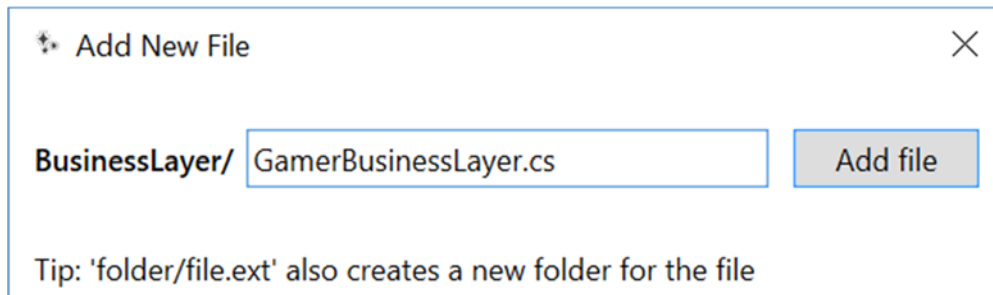 Add New File
BusinessLayer/ GamerBusinessLayer.cs Add file
Tip: 'folder/file.ext' also creates a new folder for the file